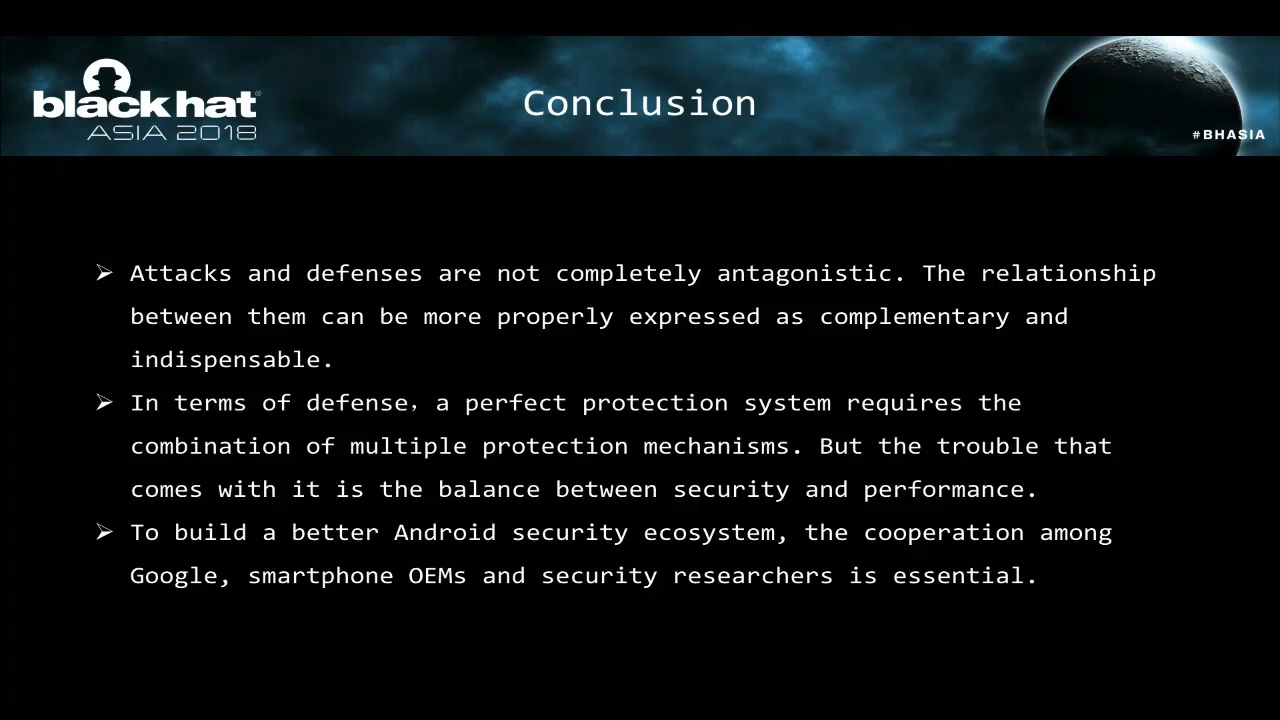 black hat®
ASIA 2018
Conclusion
#BHASIA
➢ Attacks and defenses are not completely antagonistic. The relationship
between them can be more properly expressed as complementary and
indispensable.
➢ In terms of defense，a perfect protection system requires the
combination of multiple protection mechanisms. But the trouble that
comes with it is the balance between security and performance.
➢ To build a better Android security ecosystem, the cooperation among
Google, smartphone OEMs and security researchers is essential.